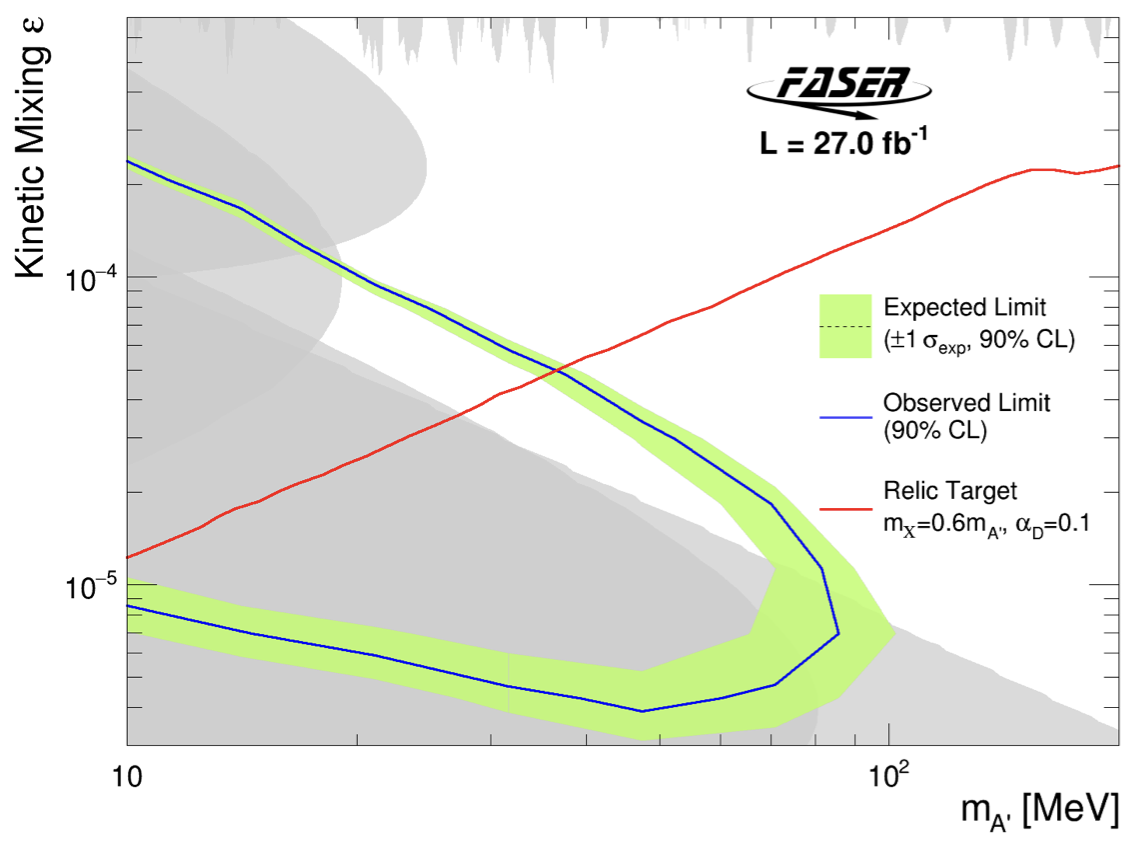 Kinetic Mixing ε
FASER
L = 27.0 fb⁻¹
10⁻⁴
10⁻⁵
Expected Limit
(±1 σexp, 90% CL)
Observed Limit
(90% CL)
Relic Target
mχ=0.6mA', αD=0.1
10
10²
mA' [MeV]